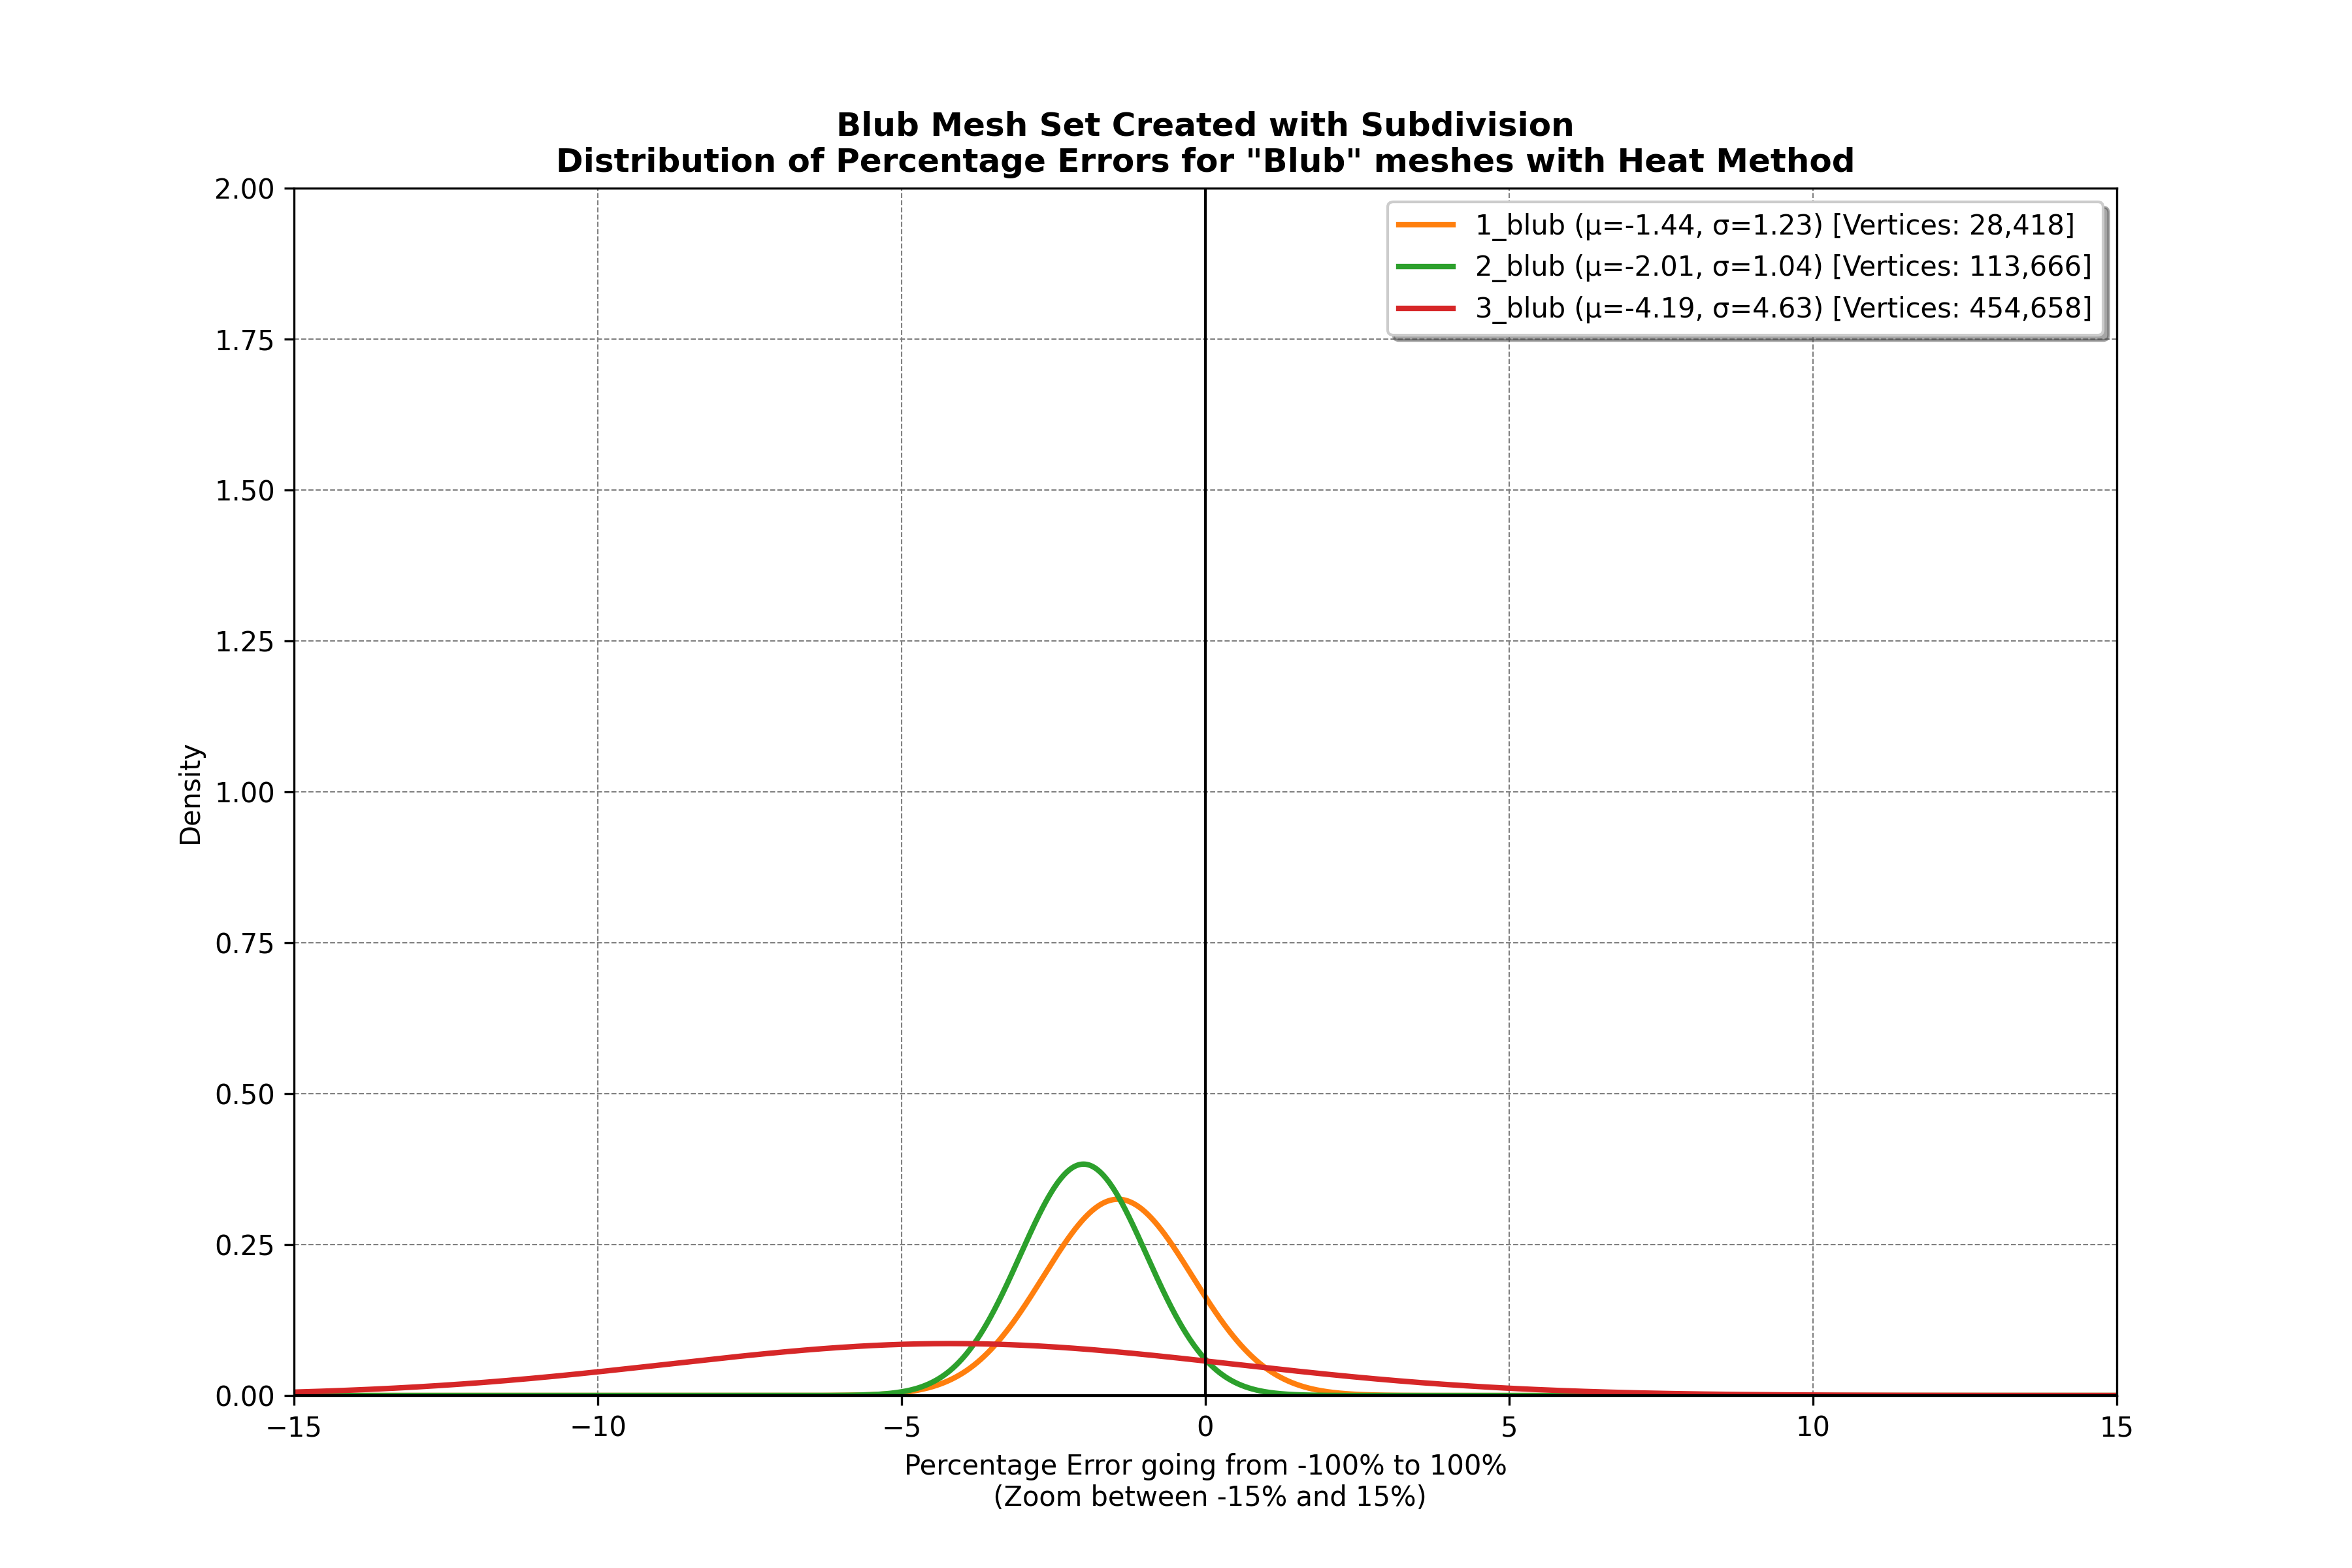 Blub Mesh Set Created with Subdivision
Distribution of Percentage Errors for "Blub" meshes with Heat Method
1_blub (μ=-1.44, σ=1.23) [Vertices: 28,418]
2_blub (μ=-2.01, σ=1.04) [Vertices: 113,666]
3_blub (μ=-4.19, σ=4.63) [Vertices: 454,658]
Density
2.00
1.75
1.50
1.25
1.00
0.75
0.50
0.25
0.00
−15
−10
−5
0
5
10
15
Percentage Error going from -100% to 100%
(Zoom between -15% and 15%)